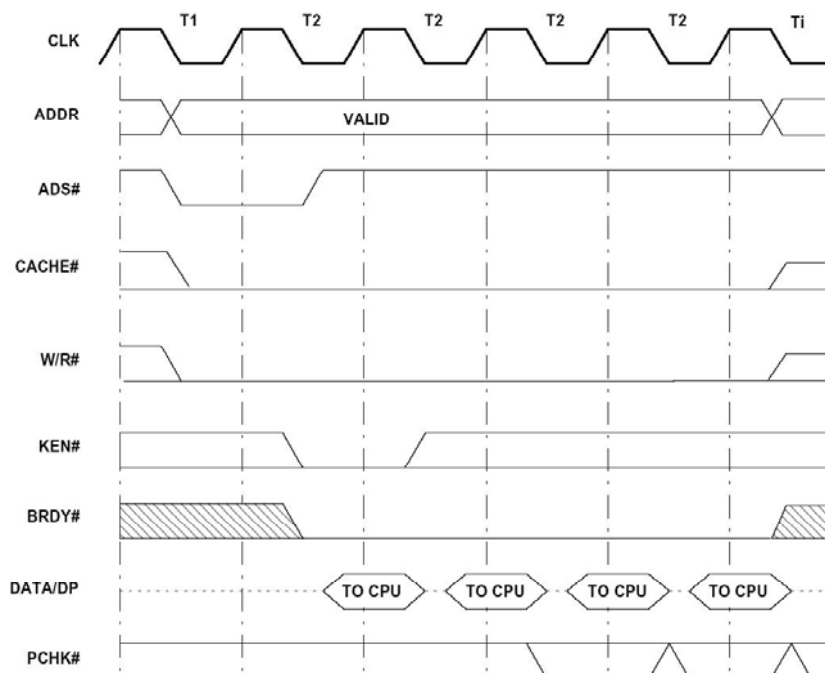 T1 T2 T2 T2 T2 Ti
CLK
ADDR
VALID
ADS#
CACHE#
W/R#
KEN#
BRDY#
DATA/DP
TO CPU TO CPU TO CPU TO CPU
PCHK#